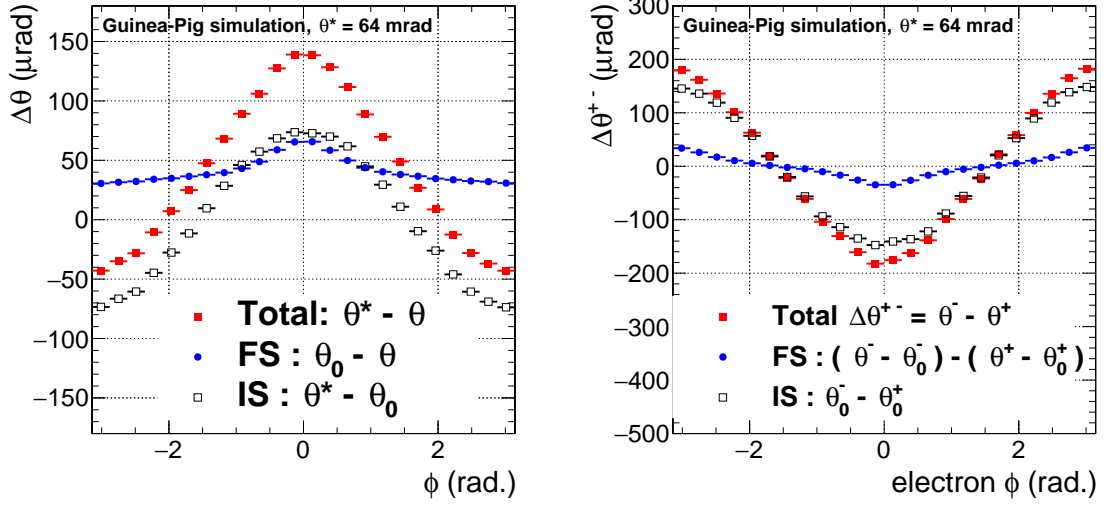 Guinea-Pig simulation, θ* = 64 mrad
Δθ (μrad)
150
100
50
0
−50
−100
−150
Total: θ* - θ
FS : θ₀ - θ
IS : θ* - θ₀
−2
0
2
ϕ (rad.)
Guinea-Pig simulation, θ* = 64 mrad
Δθ⁺⁻ (μrad)
300
200
100
0
−100
−200
−300
−400
−500
Total Δθ⁺⁻ = θ⁻ - θ⁺
FS : ( θ⁻ - θ₀⁻) - ( θ⁺ - θ₀⁺)
IS : θ₀⁻ - θ₀⁺
−2
0
2
electron ϕ (rad.)